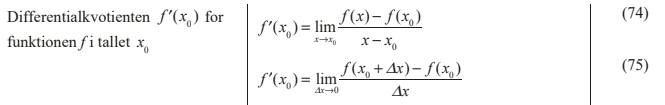 Differentialkvotienten f′(x₀) for
funktionen f i tallet x₀
f′(x₀) = lim_{x→x₀} (f(x) − f(x₀)) / (x − x₀) (74)
f′(x₀) = lim_{Δx→0} (f(x₀ + Δx) − f(x₀)) / Δx (75)